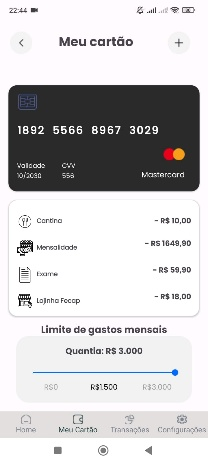 22:44
Meu cartão
1892 5566 8967 3029
Validade CVV
10/2030 566
Mastercard
Cantina - R$ 10,00
Mensalidade - R$ 1649,90
Exame - R$ 59,90
Lojinha Fecap - R$ 18,00
Limite de gastos mensais
Quantia: R$ 3.000
R$0 R$1.500 R$3.000
Home Meu Cartão Transações Configurações